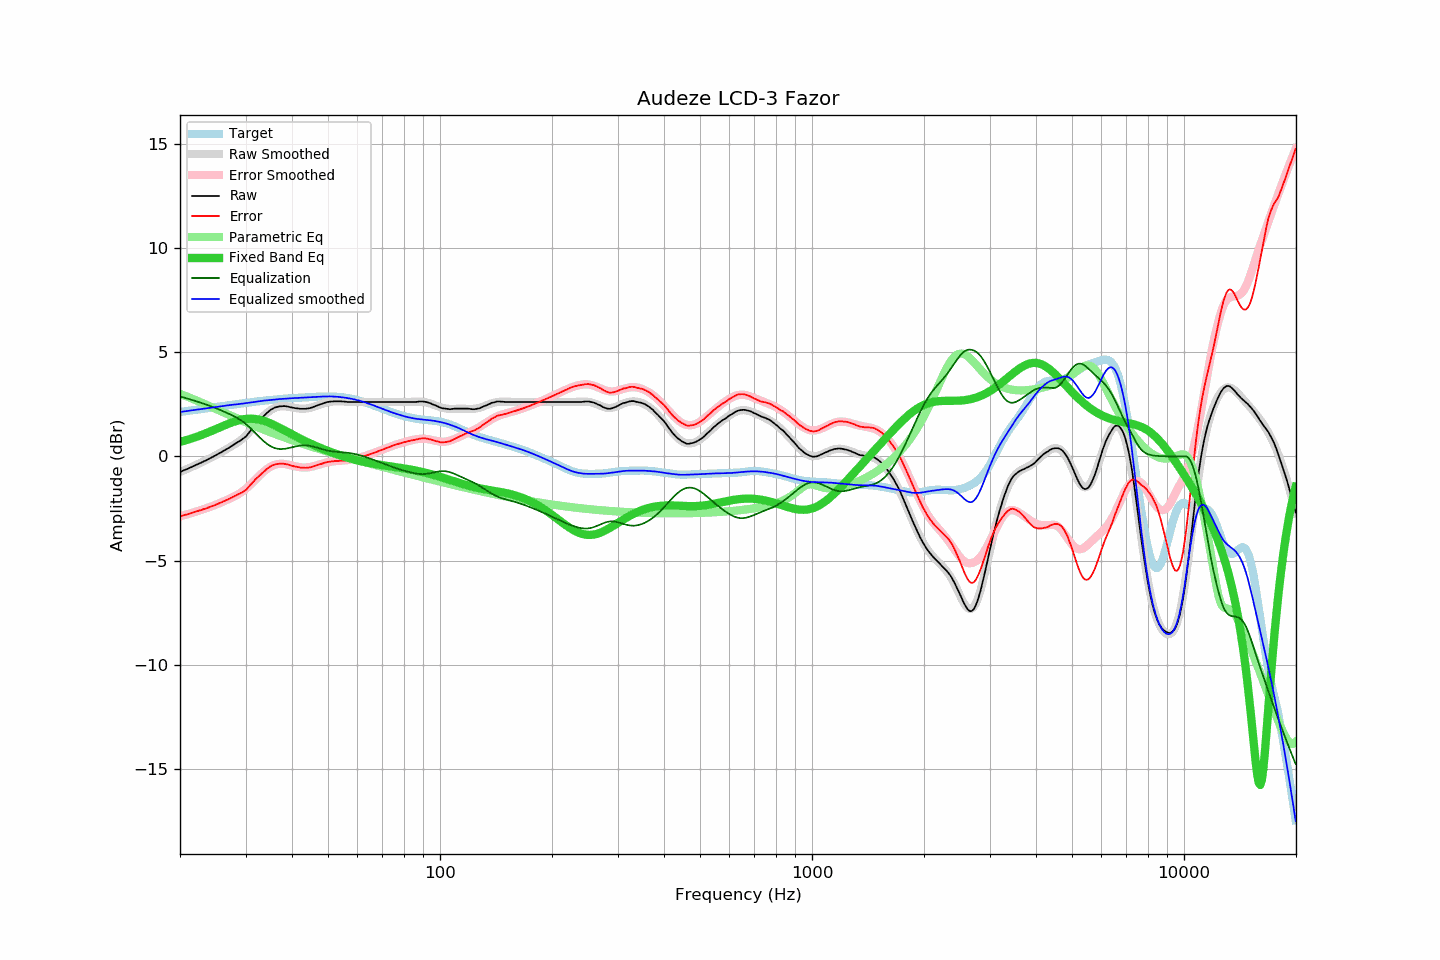 Audeze LCD-3 Fazor
Target
Raw Smoothed
Error Smoothed
Raw
Error
Parametric Eq
Fixed Band Eq
Equalization
Equalized smoothed
15
10
5
0
−5
−10
−15
Amplitude (dBr)
100
1000
10000
Frequency (Hz)